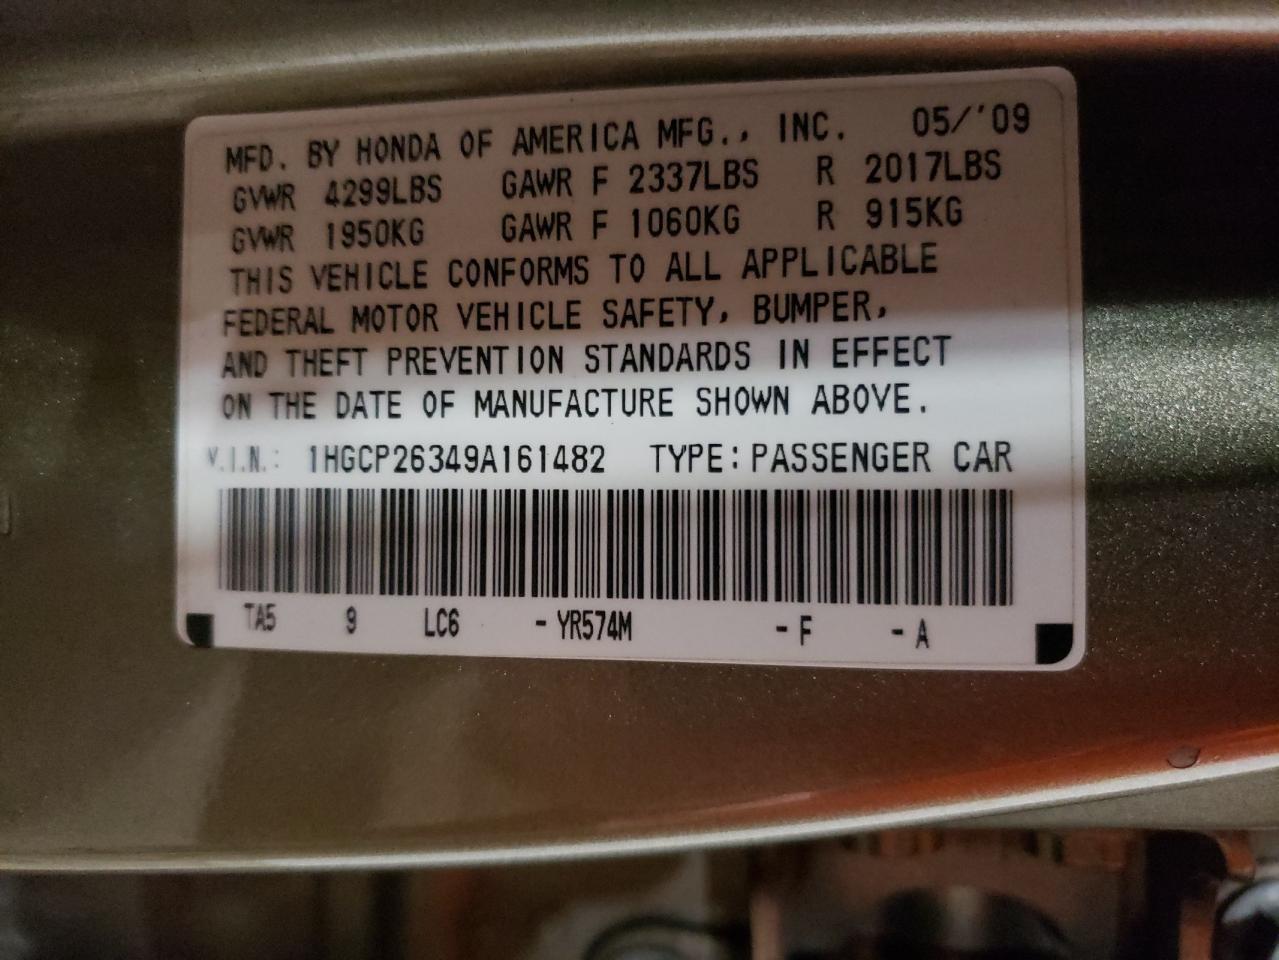 MFD. BY HONDA OF AMERICA MFG., INC. 05/'09
GVWR 4299LBS GAWR F 2337LBS R 2017LBS
GVWR 1950KG GAWR F 1060KG R 915KG
THIS VEHICLE CONFORMS TO ALL APPLICABLE
FEDERAL MOTOR VEHICLE SAFETY, BUMPER,
AND THEFT PREVENTION STANDARDS IN EFFECT
ON THE DATE OF MANUFACTURE SHOWN ABOVE.
V.I.N.: 1HGCP26349A161482 TYPE: PASSENGER CAR
TA5 9 LC6 - YR574M - F - A